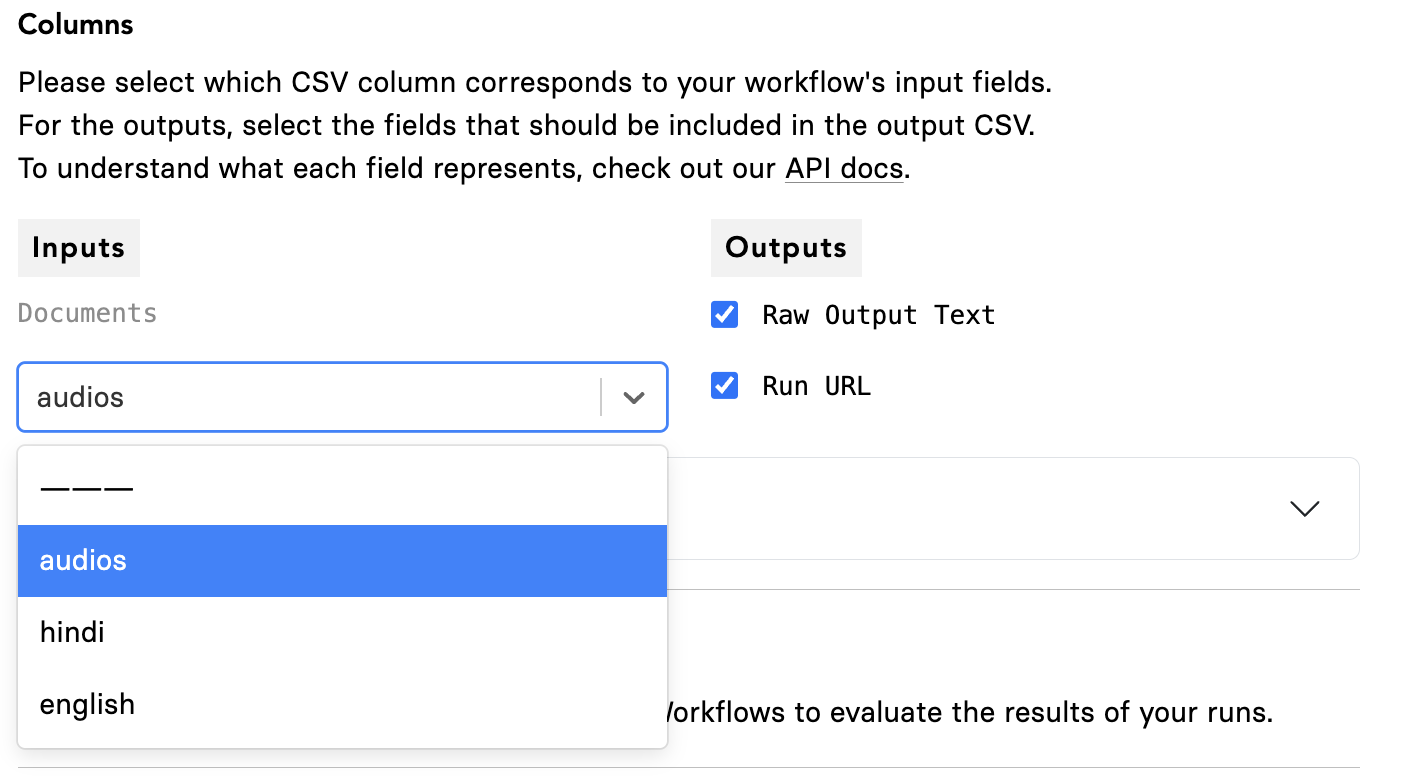 Columns
Please select which CSV column corresponds to your workflow's input fields.
For the outputs, select the fields that should be included in the output CSV.
To understand what each field represents, check out our API docs.
Inputs
Outputs
Documents
Raw Output Text
audios
Run URL
———
audios
hindi
english
to evaluate the results of your runs.